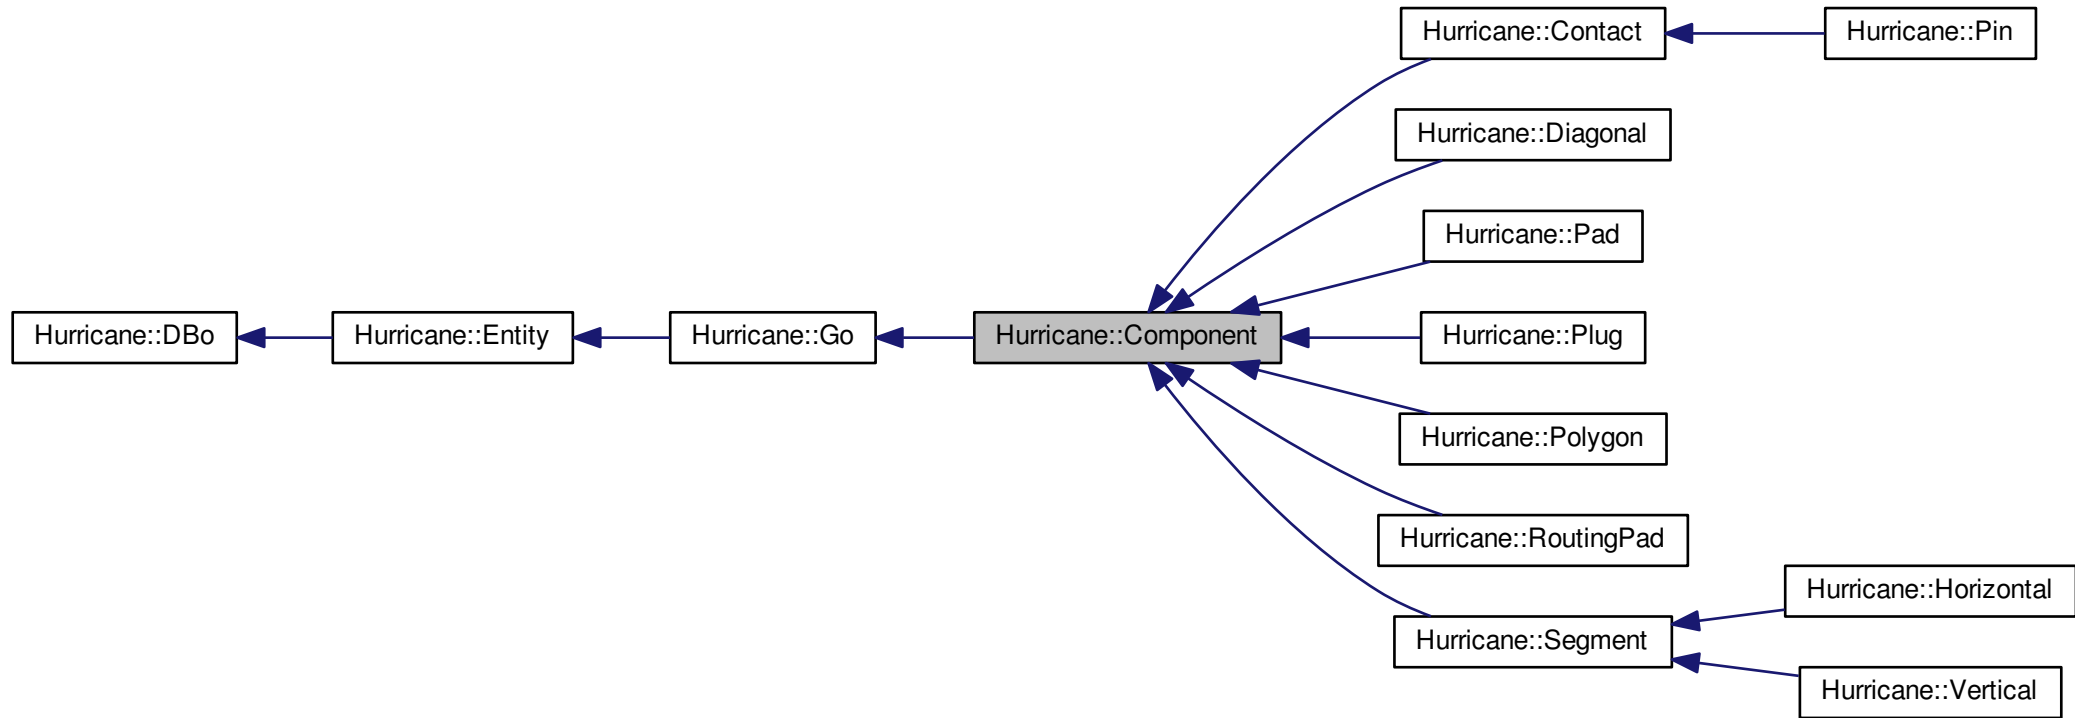 Hurricane::Contact
Hurricane::Pin
Hurricane::Diagonal
Hurricane::Pad
Hurricane::DBo
Hurricane::Entity
Hurricane::Go
Hurricane::Component
Hurricane::Plug
Hurricane::Polygon
Hurricane::RoutingPad
Hurricane::Horizontal
Hurricane::Segment
Hurricane::Vertical